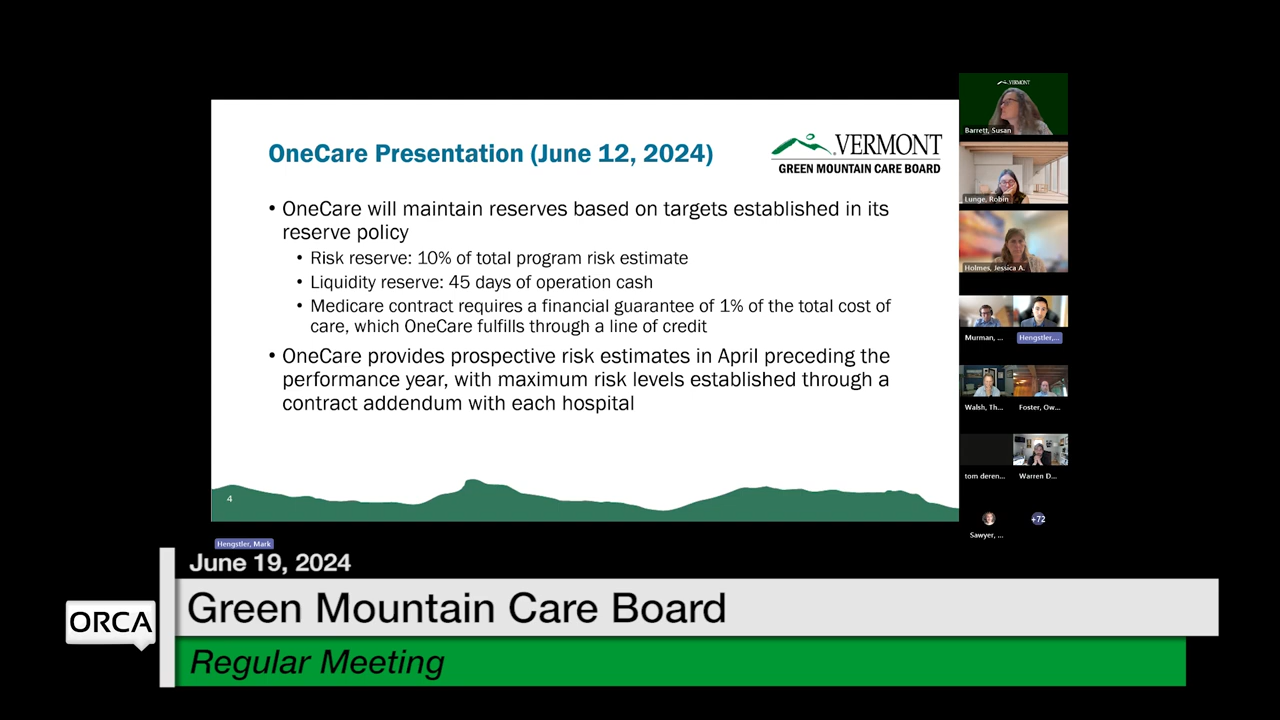 VERMONT
Barrett, Susan
OneCare Presentation (June 12, 2024)
VERMONT
GREEN MOUNTAIN CARE BOARD
Lunge, Robin
• OneCare will maintain reserves based on targets established in its
reserve policy
• Risk reserve: 10% of total program risk estimate
• Liquidity reserve: 45 days of operation cash
• Medicare contract requires a financial guarantee of 1% of the total cost of
care, which OneCare fulfills through a line of credit
• OneCare provides prospective risk estimates in April preceding the
performance year, with maximum risk levels established through a
contract addendum with each hospital
4
Holmes, Jessica A.
Murman, ...
Hengstler,...
Walsh, Th...
Foster, Ow...
tom deren...
Warren D...
Sawyer, ...
+72
Hengstler, Mark
June 19, 2024
ORCA
Green Mountain Care Board
Regular Meeting